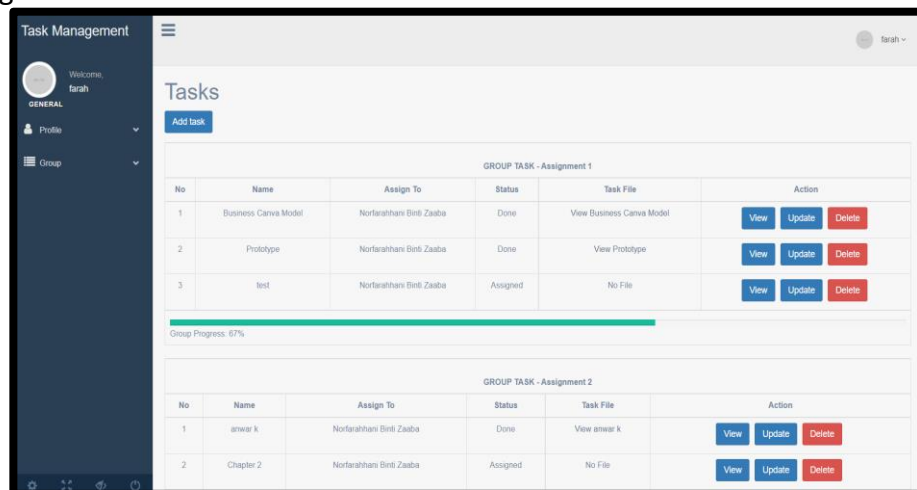 g
Task Management
farah
Welcome,
farah
GENERAL
Profile
Group
Tasks
Add task
GROUP TASK - Assignment 1
No Name Assign To Status Task File Action
1 Business Canva Model Norfarahhani Binti Zaaba Done View Business Canva Model View Update Delete
2 Prototype Norfarahhani Binti Zaaba Done View Prototype View Update Delete
3 test Norfarahhani Binti Zaaba Assigned No File View Update Delete
Group Progress: 67%
GROUP TASK - Assignment 2
No Name Assign To Status Task File Action
1 anwar k Norfarahhani Binti Zaaba Done View anwar k View Update Delete
2 Chapter 2 Norfarahhani Binti Zaaba Assigned No File View Update Delete